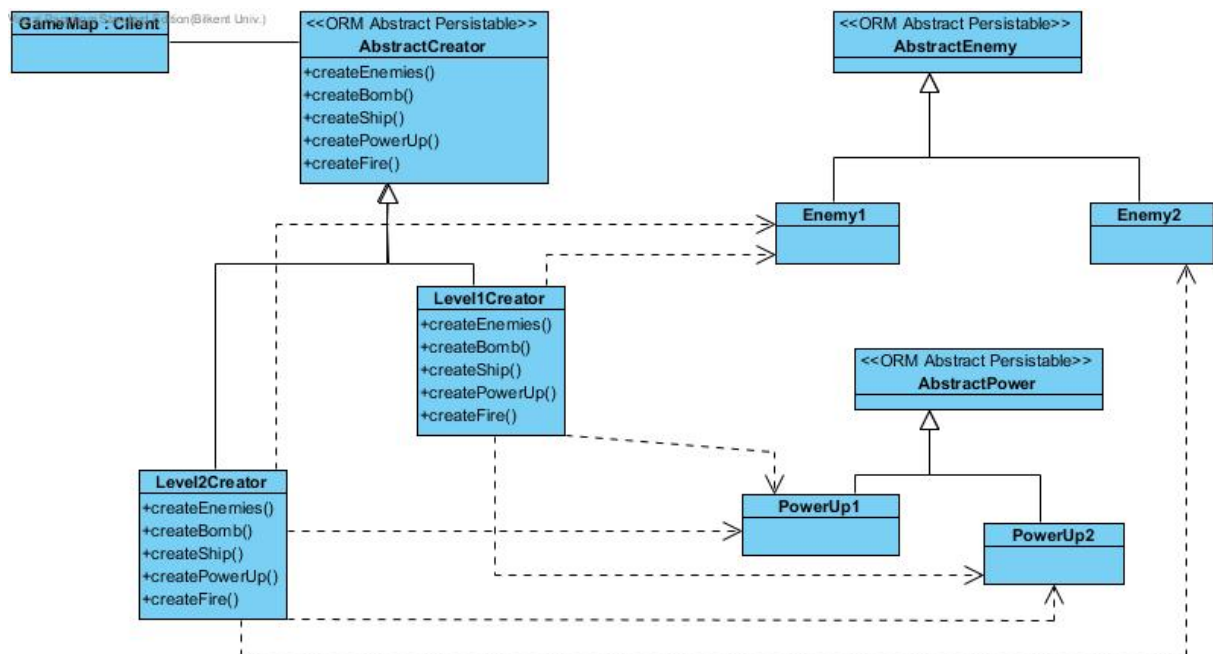 GameMap : Client
<<ORM Abstract Persistable>>
AbstractCreator
+createEnemies()
+createBomb()
+createShip()
+createPowerUp()
+createFire()
<<ORM Abstract Persistable>>
AbstractEnemy
Enemy1
Enemy2
Level1Creator
+createEnemies()
+createBomb()
+createShip()
+createPowerUp()
+createFire()
<<ORM Abstract Persistable>>
AbstractPower
Level2Creator
+createEnemies()
+createBomb()
+createShip()
+createPowerUp()
+createFire()
PowerUp1
PowerUp2